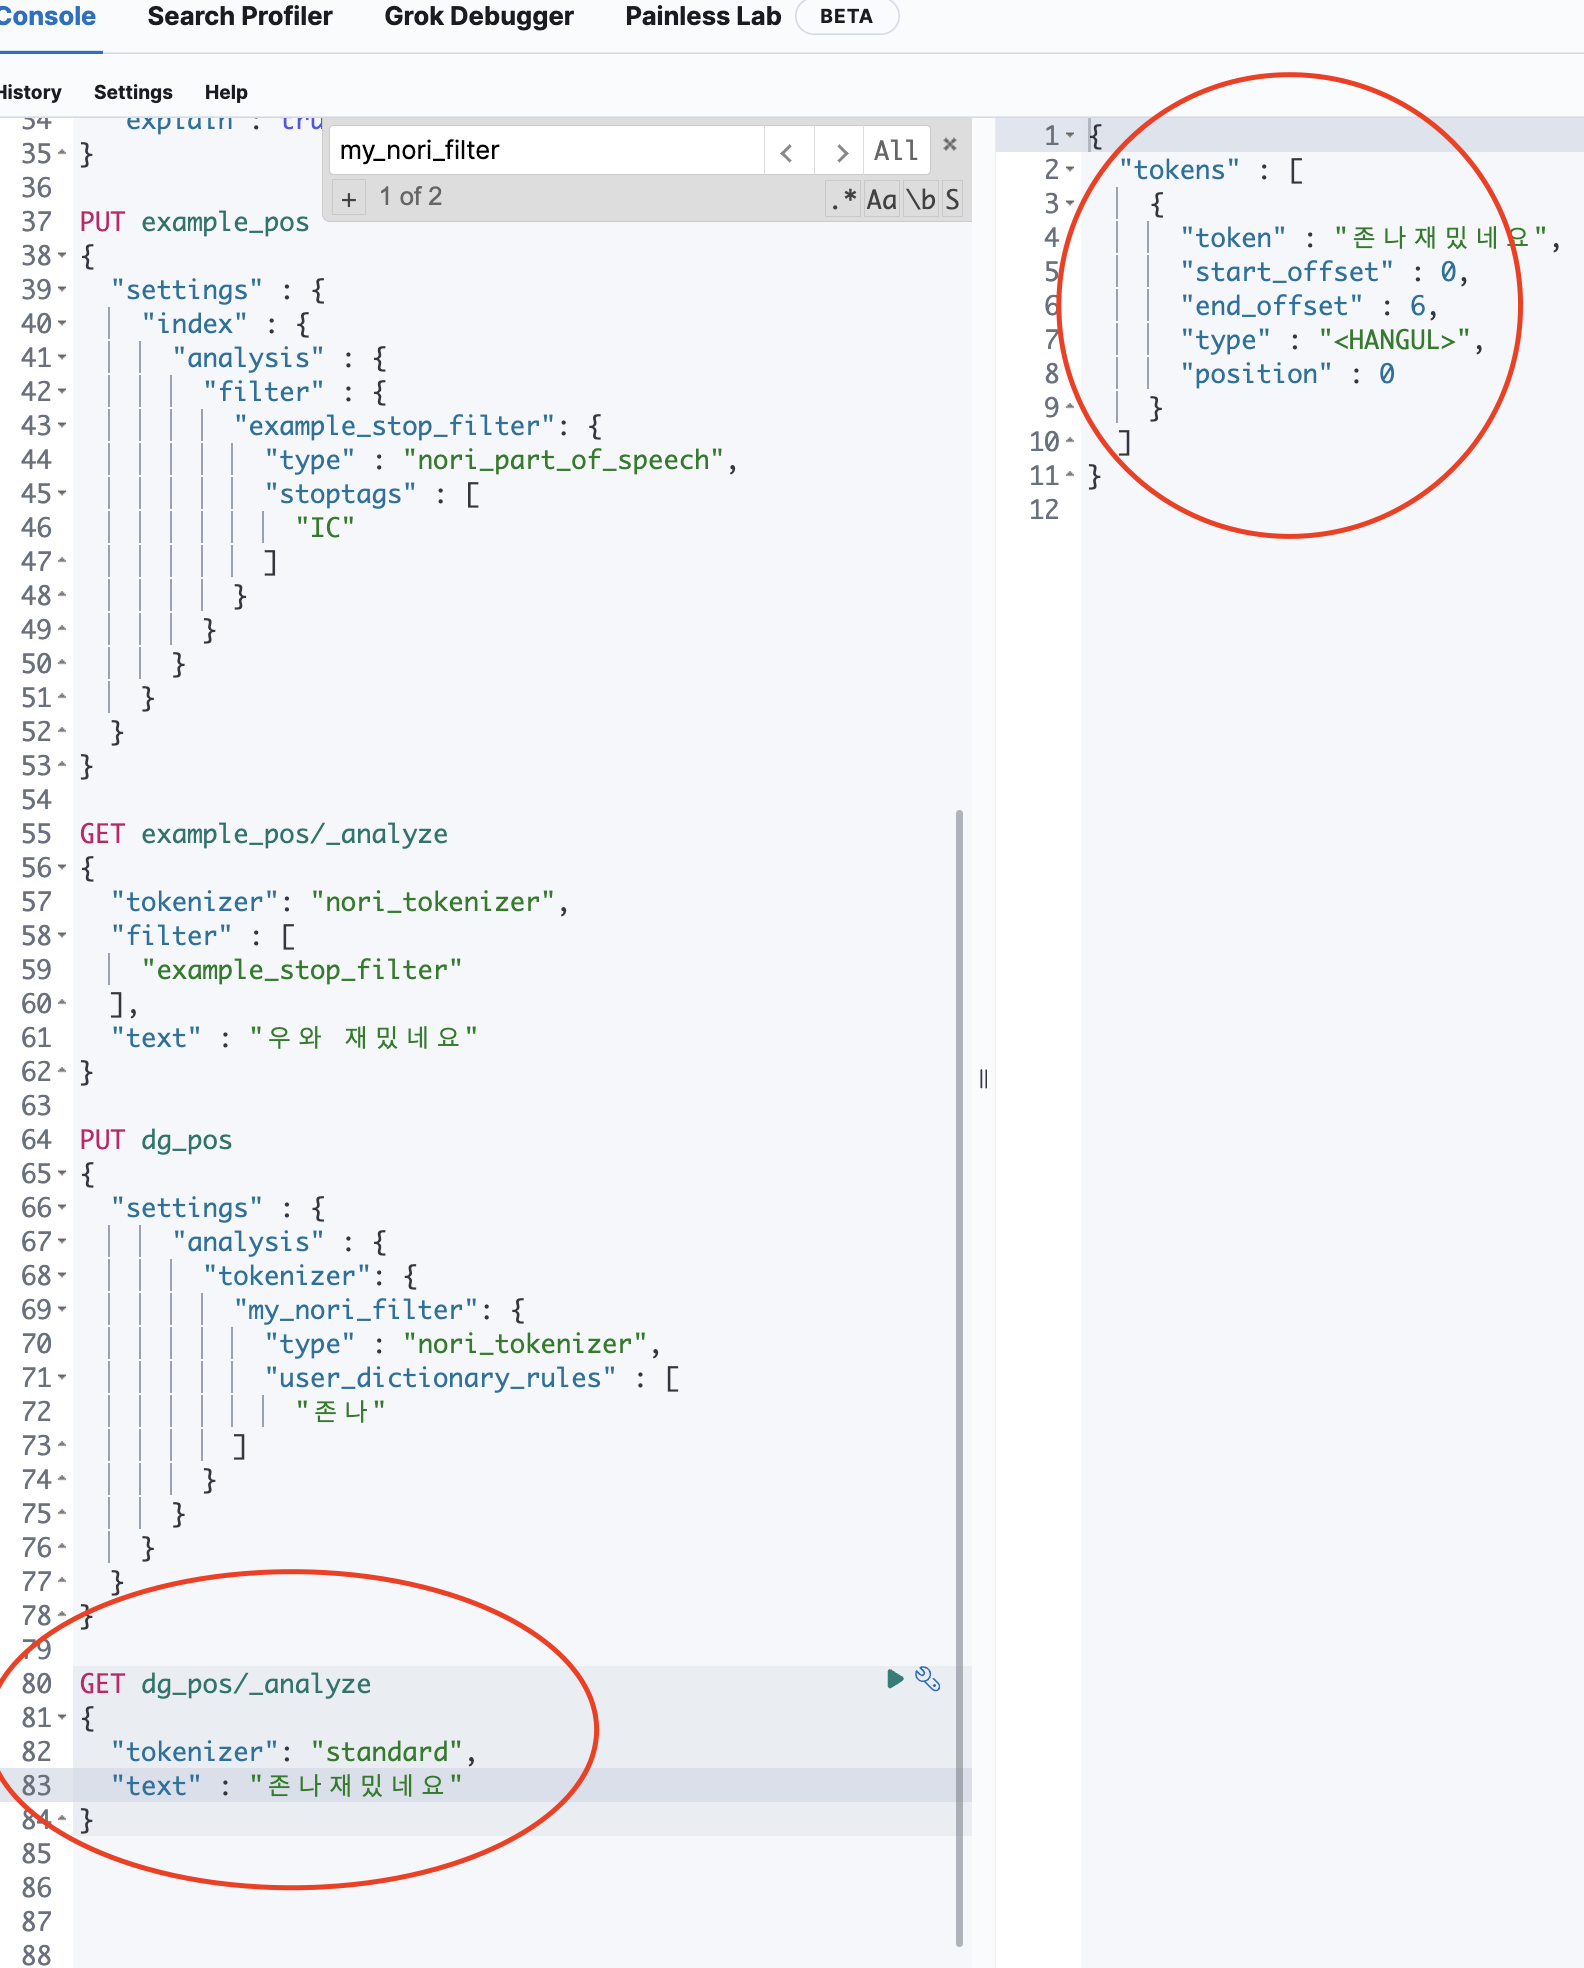 Console Search Profiler Grok Debugger Painless Lab BETA
History Settings Help
34 "explain : tru
35 }
my_nori_filter < > All ×
+ 1 of 2 .* Aa \b S
36
37 PUT example_pos
38 {
39 "settings" : {
40 "index" : {
41 "analysis" : {
42 "filter" : {
43 "example_stop_filter": {
44 "type" : "nori_part_of_speech",
45 "stoptags" : [
46 "IC"
47 ]
48 }
49 }
50 }
51 }
52 }
53 }
54
55 GET example_pos/_analyze
56 {
57 "tokenizer": "nori_tokenizer",
58 "filter" : [
59 "example_stop_filter"
60 ],
61 "text" : "우와 재밌네요"
62 }
63
64 PUT dg_pos
65 {
66 "settings" : {
67 "analysis" : {
68 "tokenizer": {
69 "my_nori_filter": {
70 "type" : "nori_tokenizer",
71 "user_dictionary_rules" : [
72 "존나"
73 ]
74 }
75 }
76 }
77 }
78 }
79
80 GET dg_pos/_analyze
81 {
82 "tokenizer": "standard",
83 "text" : "존나재밌네요"
84 }
85
86
87
88
1 {
2 "tokens" : [
3 {
4 "token" : "존나재밌네요",
5 "start_offset" : 0,
6 "end_offset" : 6,
7 "type" : "<HANGUL>",
8 "position" : 0
9 }
10 ]
11 }
12